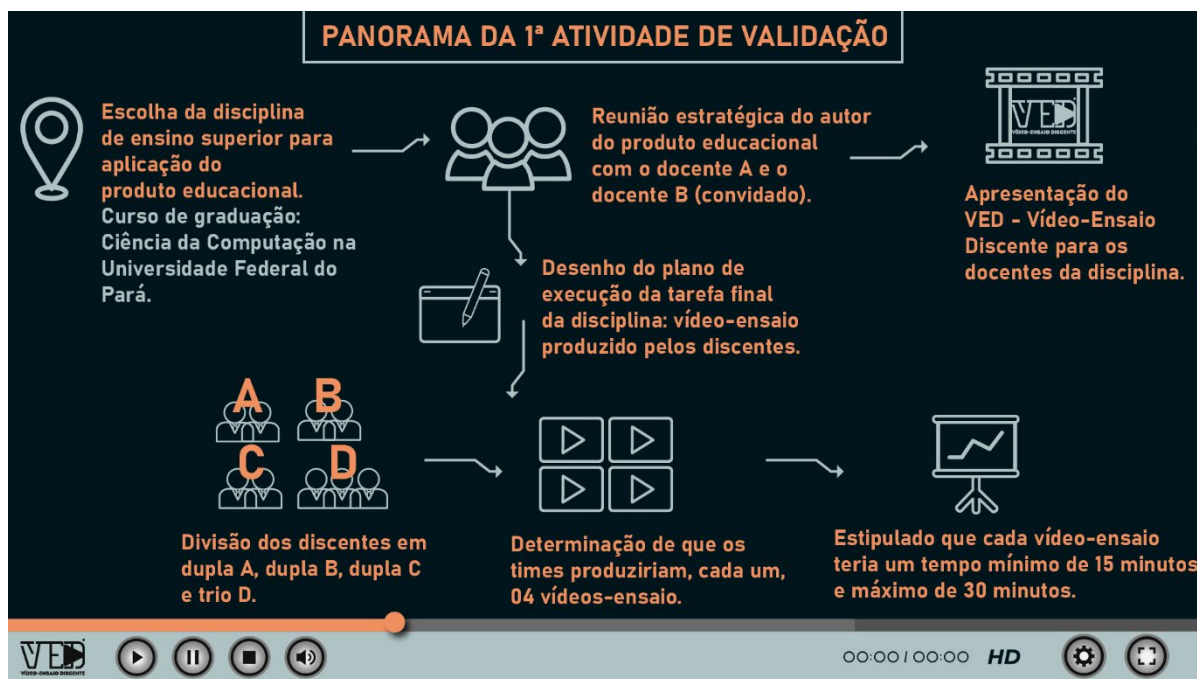 PANORAMA DA 1ª ATIVIDADE DE VALIDAÇÃO
Escolha da disciplina
de ensino superior para
aplicação do
produto educacional.
Curso de graduação:
Ciência da Computação na
Universidade Federal do
Pará.
Reunião estratégica do autor
do produto educacional
com o docente A e o
docente B (convidado).
VED
VÍDEO-ENSAIO DISCENTE
Apresentação do
VED - Vídeo-Ensaio
Discente para os
docentes da disciplina.
Desenho do plano de
execução da tarefa final
da disciplina: vídeo-ensaio
produzido pelos discentes.
A B
C D
Divisão dos discentes em
dupla A, dupla B, dupla C
e trio D.
Determinação de que os
times produziriam, cada um,
04 vídeos-ensaio.
Estipulado que cada vídeo-ensaio
teria um tempo mínimo de 15 minutos
e máximo de 30 minutos.
VED
VÍDEO-ENSAIO DISCENTE
00:00 / 00:00 HD